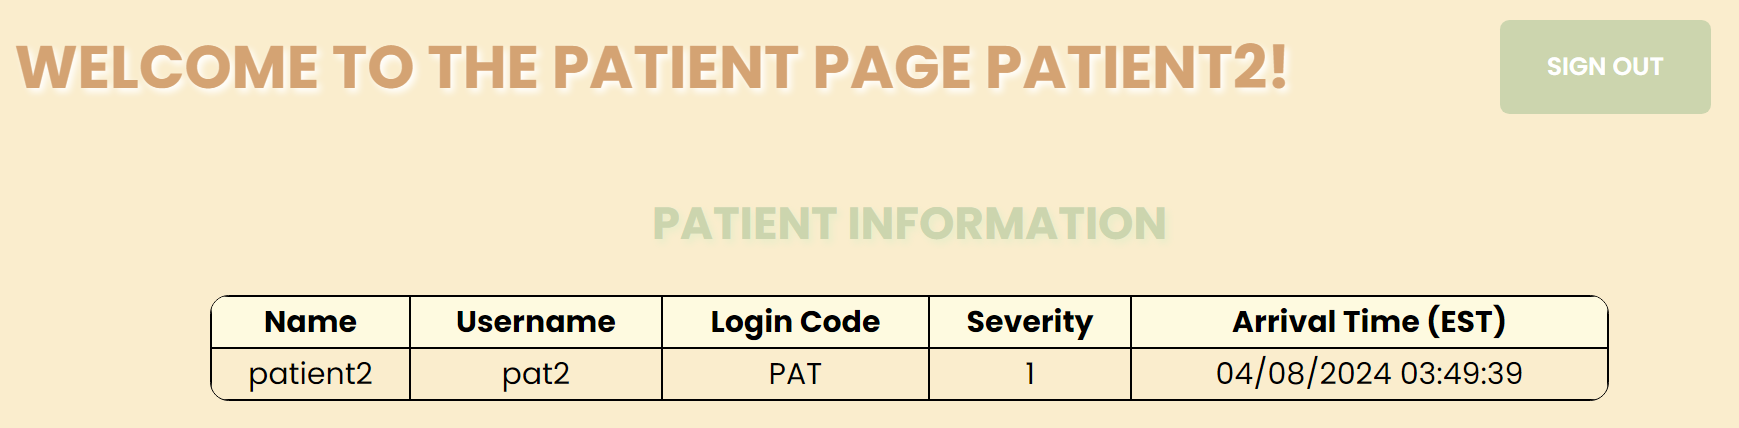 WELCOME TO THE PATIENT PAGE PATIENT2!
SIGN OUT
PATIENT INFORMATION
Name Username Login Code Severity Arrival Time (EST)
patient2 pat2 PAT 1 04/08/2024 03:49:39